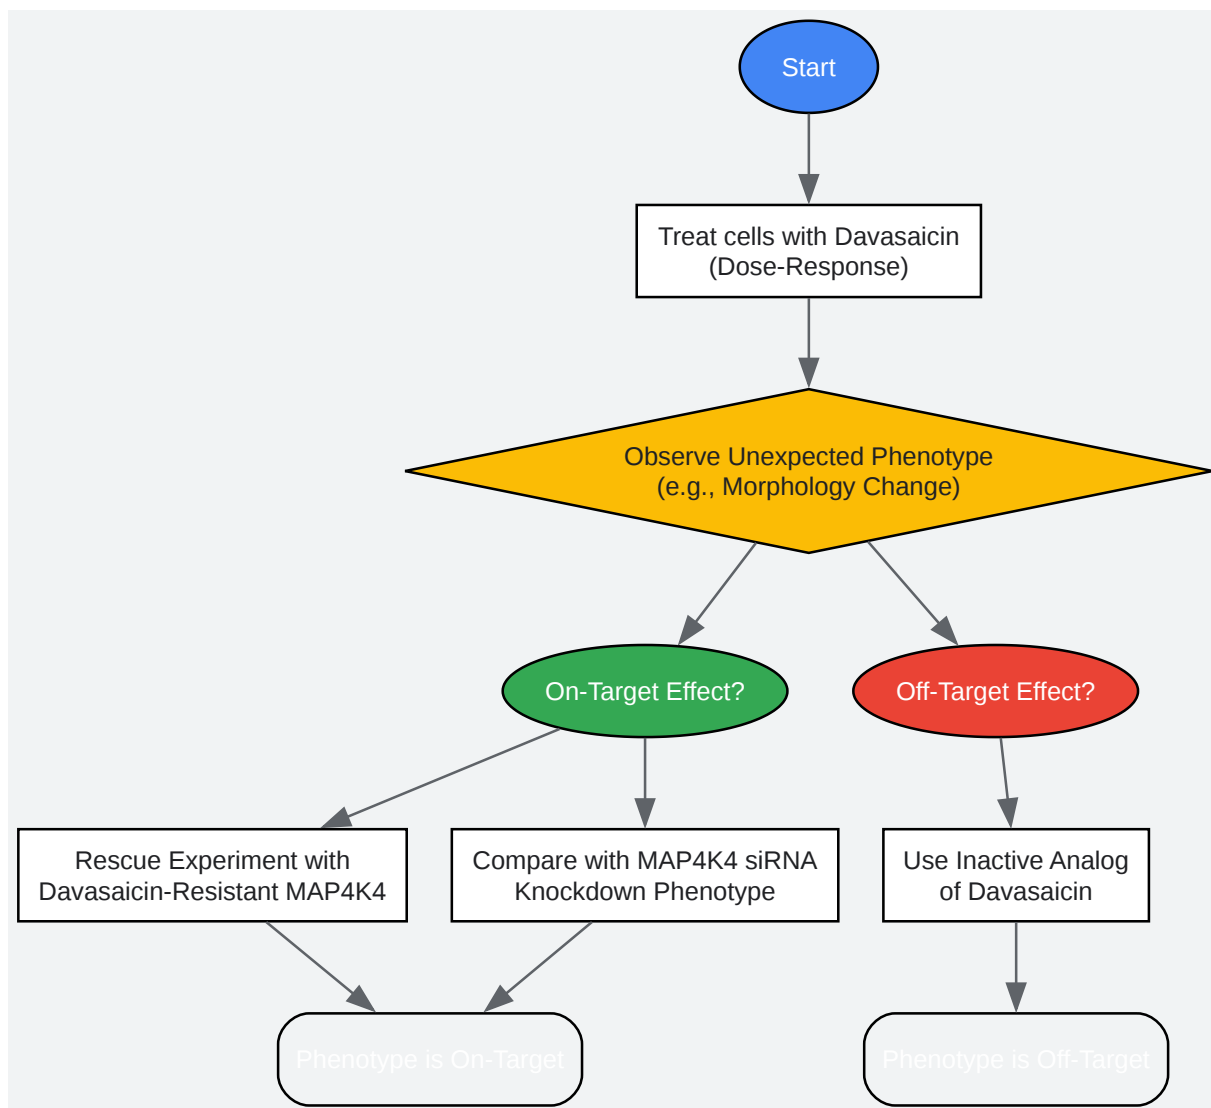 Start
Treat cells with Davasaicin
(Dose-Response)
Observe Unexpected Phenotype
(e.g., Morphology Change)
On-Target Effect?
Off-Target Effect?
Rescue Experiment with
Davasaicin-Resistant MAP4K4
Compare with MAP4K4 siRNA
Knockdown Phenotype
Use Inactive Analog
of Davasaicin
Phenotype is On-Target
Phenotype is Off-Target